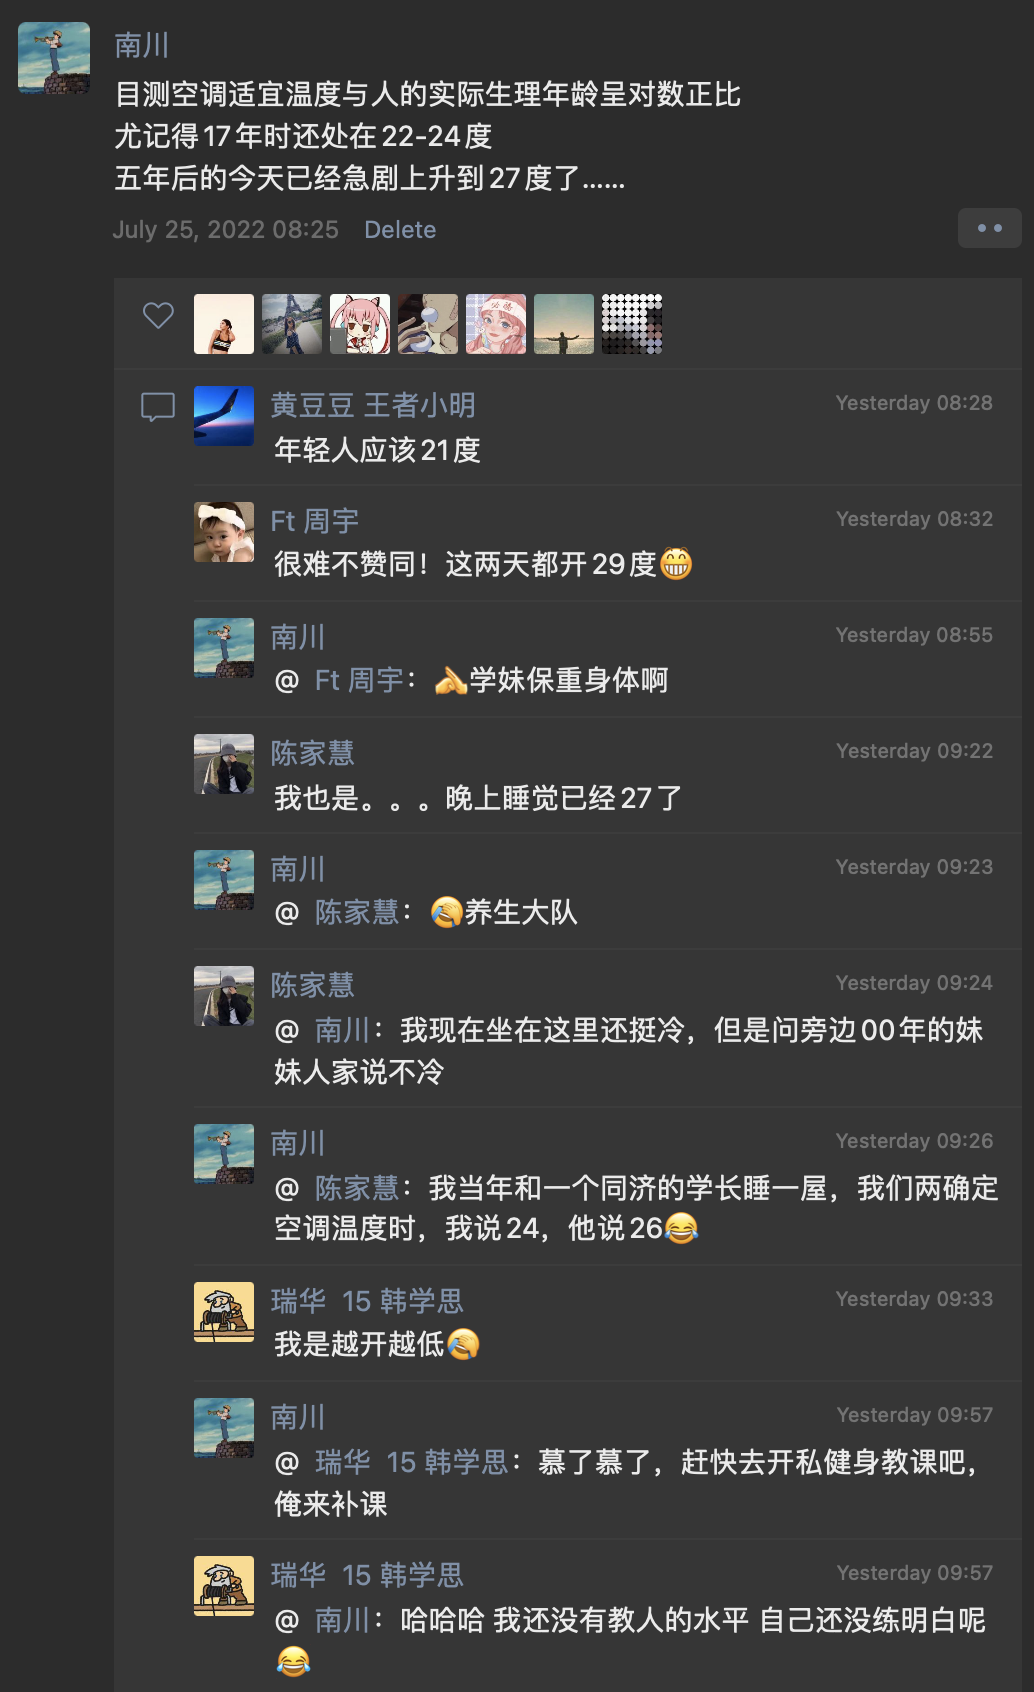 南川
目测空调适宜温度与人的实际生理年龄呈对数正比
尤记得17年时还处在22-24度
五年后的今天已经急剧上升到27度了……
July 25, 2022 08:25 Delete
黄豆豆 王者小明 Yesterday 08:28
年轻人应该21度
Ft 周宇 Yesterday 08:32
很难不赞同！这两天都开29度😁
南川 Yesterday 08:55
@ Ft 周宇：🫱学妹保重身体啊
陈家慧 Yesterday 09:22
我也是。。。晚上睡觉已经27了
南川 Yesterday 09:23
@ 陈家慧：🤣养生大队
陈家慧 Yesterday 09:24
@ 南川：我现在坐在这里还挺冷，但是问旁边00年的妹
妹人家说不冷
南川 Yesterday 09:26
@ 陈家慧：我当年和一个同济的学长睡一屋，我们两确定
空调温度时，我说24，他说26😂
瑞华 15 韩学思 Yesterday 09:33
我是越开越低🤣
南川 Yesterday 09:57
@ 瑞华 15 韩学思：慕了慕了，赶快去开私健身教课吧，
俺来补课
瑞华 15 韩学思 Yesterday 09:57
@ 南川：哈哈哈 我还没有教人的水平 自己还没练明白呢
😂